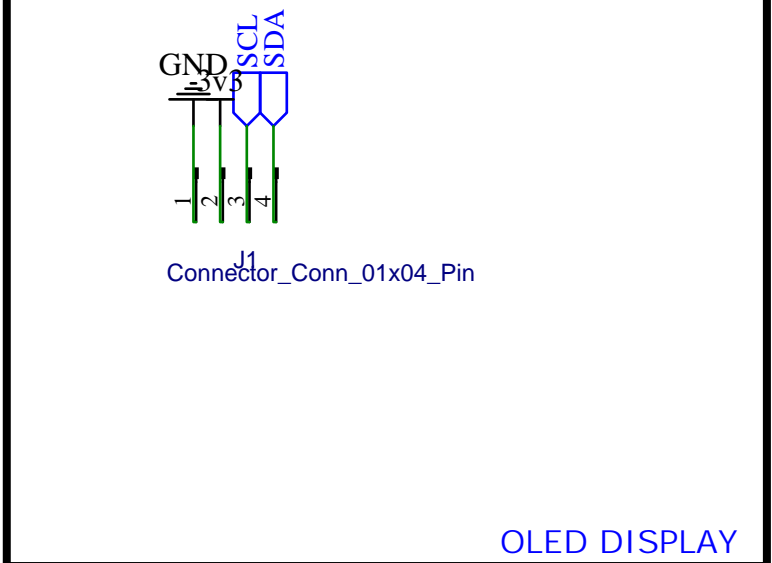 SCL
SDA
GND
3v3
1
2
3
4
J1
Connector_Conn_01x04_Pin
OLED DISPLAY